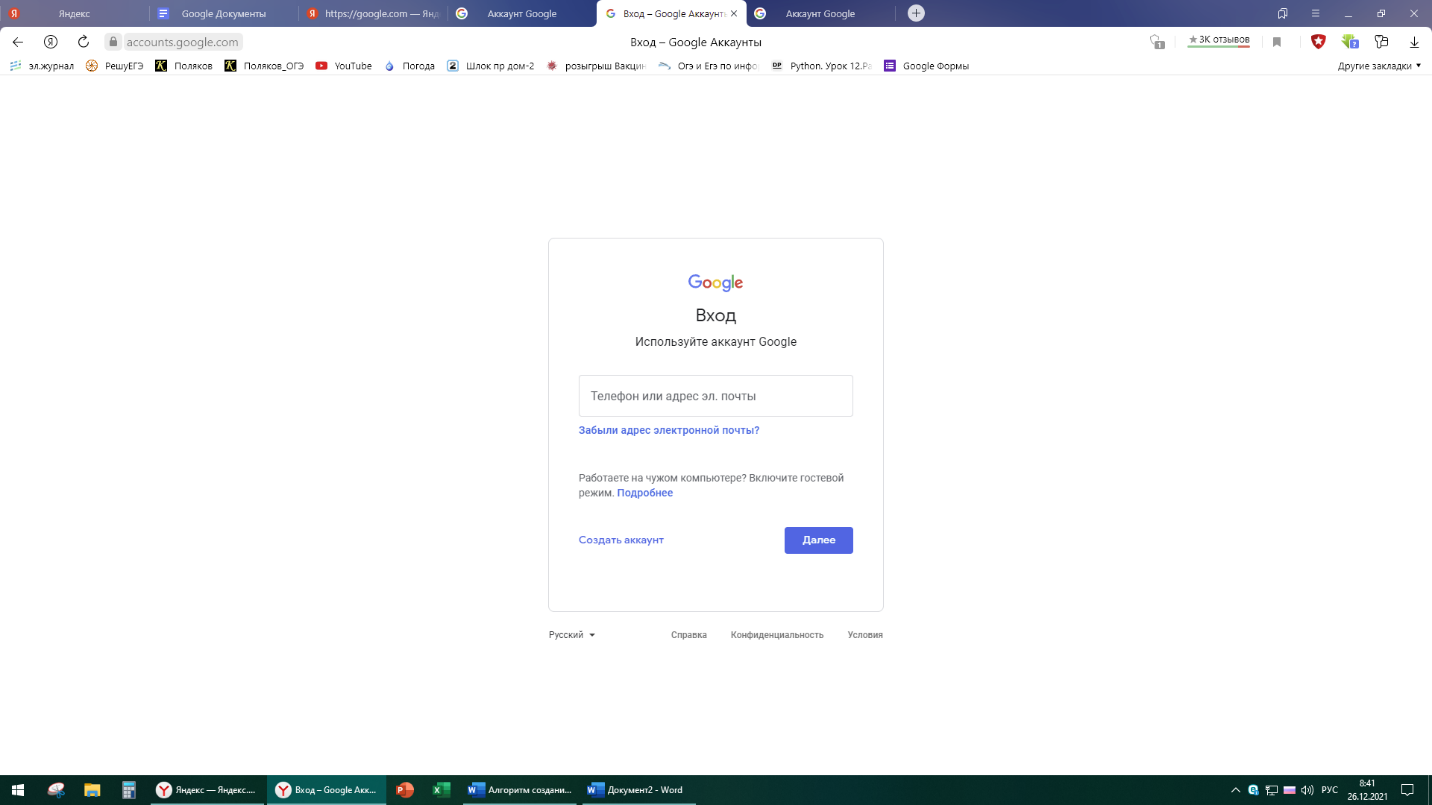 Яндекс
Google Документы
https://google.com — Янд
Аккаунт Google
Вход – Google Аккаунты
Аккаунт Google
accounts.google.com
Вход – Google Аккаунты
1
★ 3К отзывов
?
эл.журнал
РешуЕГЭ
Поляков
Поляков_ОГЭ
YouTube
Погода
Шлок пр дом-2
розыгрыш Вакцин
Огэ и Егэ по инфо
Python. Урок 12.Ра
Google Формы
Другие закладки
Google
Вход
Используйте аккаунт Google
Телефон или адрес эл. почты
Забыли адрес электронной почты?
Работаете на чужом компьютере? Включите гостевой
режим. Подробнее
Создать аккаунт
Далее
Русский
Справка
Конфиденциальность
Условия
Яндекс — Яндекс....
Вход – Google Акк...
Алгоритм создани...
Документ2 - Word
РУС
8:41
26.12.2021